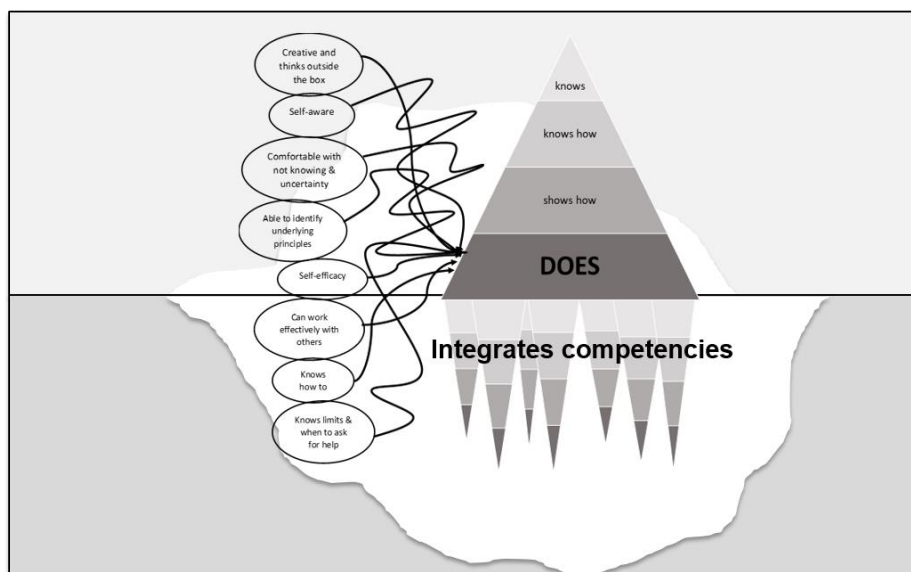 Creative and
thinks outside
the box
Self-aware
Comfortable with
not knowing &
uncertainty
Able to identify
underlying
principles
Self-efficacy
Can work
effectively with
others
Knows
how to
Knows limits &
when to ask
for help
knows
knows how
shows how
DOES
Integrates competencies